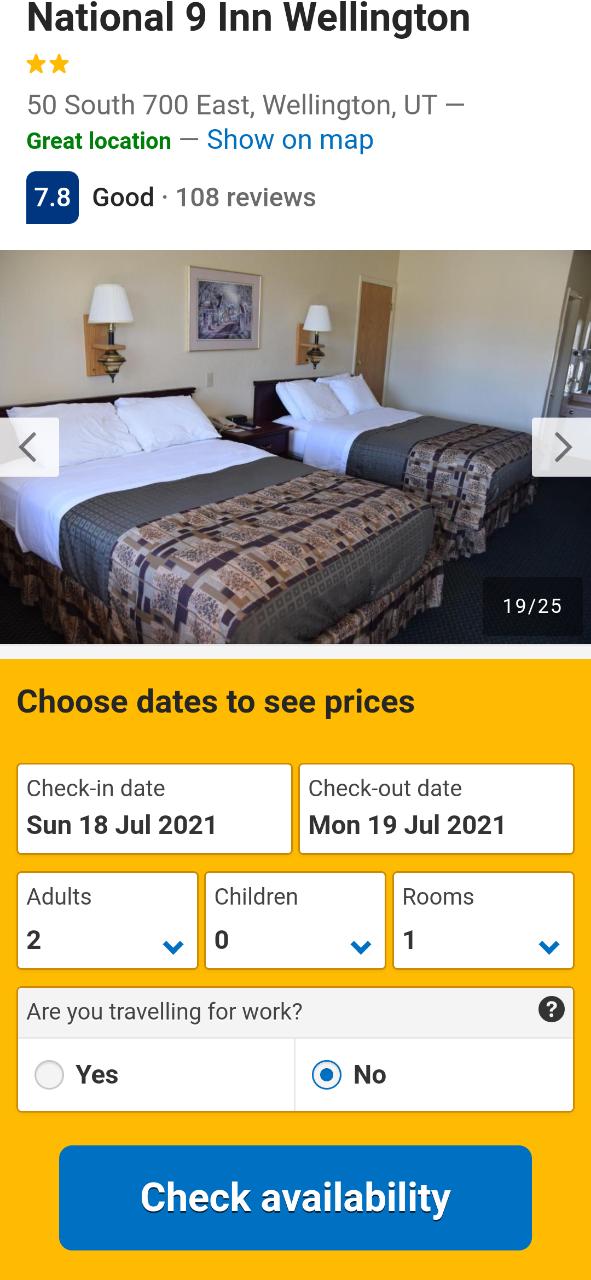 National 9 Inn Wellington
50 South 700 East, Wellington, UT —
Great location — Show on map
7.8 Good · 108 reviews
19/25
Choose dates to see prices
Check-in date
Sun 18 Jul 2021
Check-out date
Mon 19 Jul 2021
Adults
2
Children
0
Rooms
1
Are you travelling for work?
?
Yes
No
Check availability